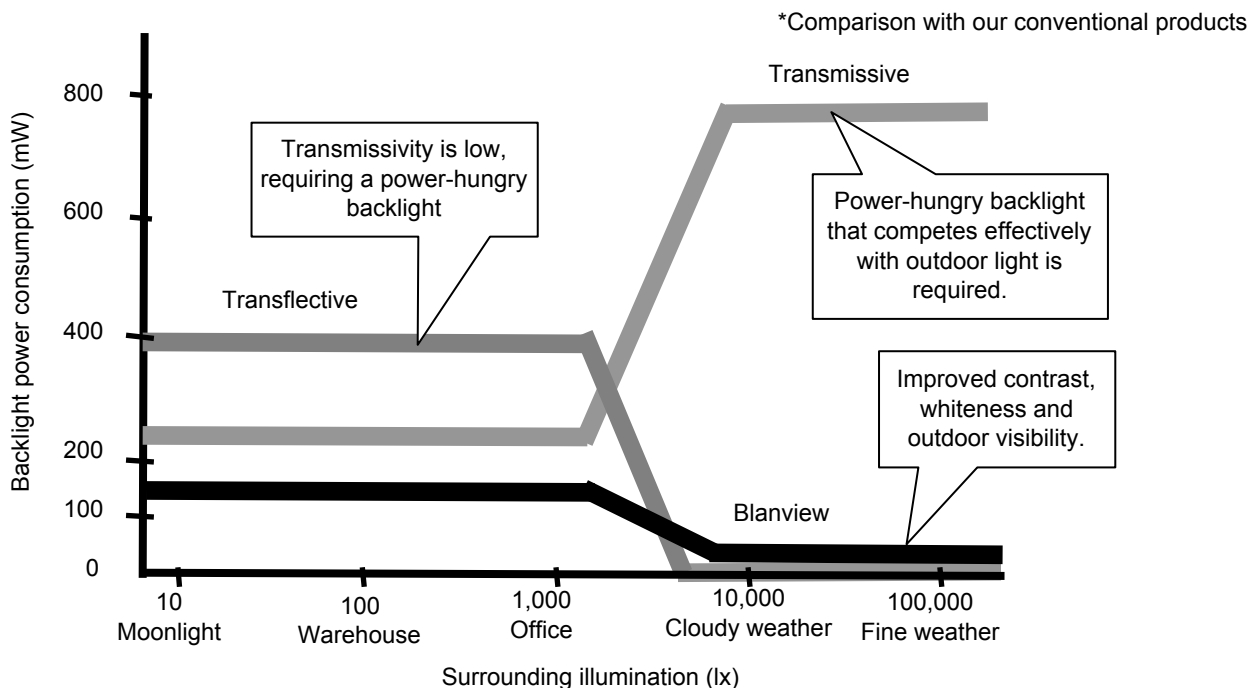 *Comparison with our conventional products
Backlight power consumption (mW)
800
600
400
200
100
0
Transmissive
Transmissivity is low,
requiring a power-hungry
backlight
Power-hungry backlight
that competes effectively
with outdoor light is
required.
Transflective
Improved contrast,
whiteness and
outdoor visibility.
Blanview
10
100
1,000
10,000
100,000
Moonlight
Warehouse
Office
Cloudy weather
Fine weather
Surrounding illumination (lx)